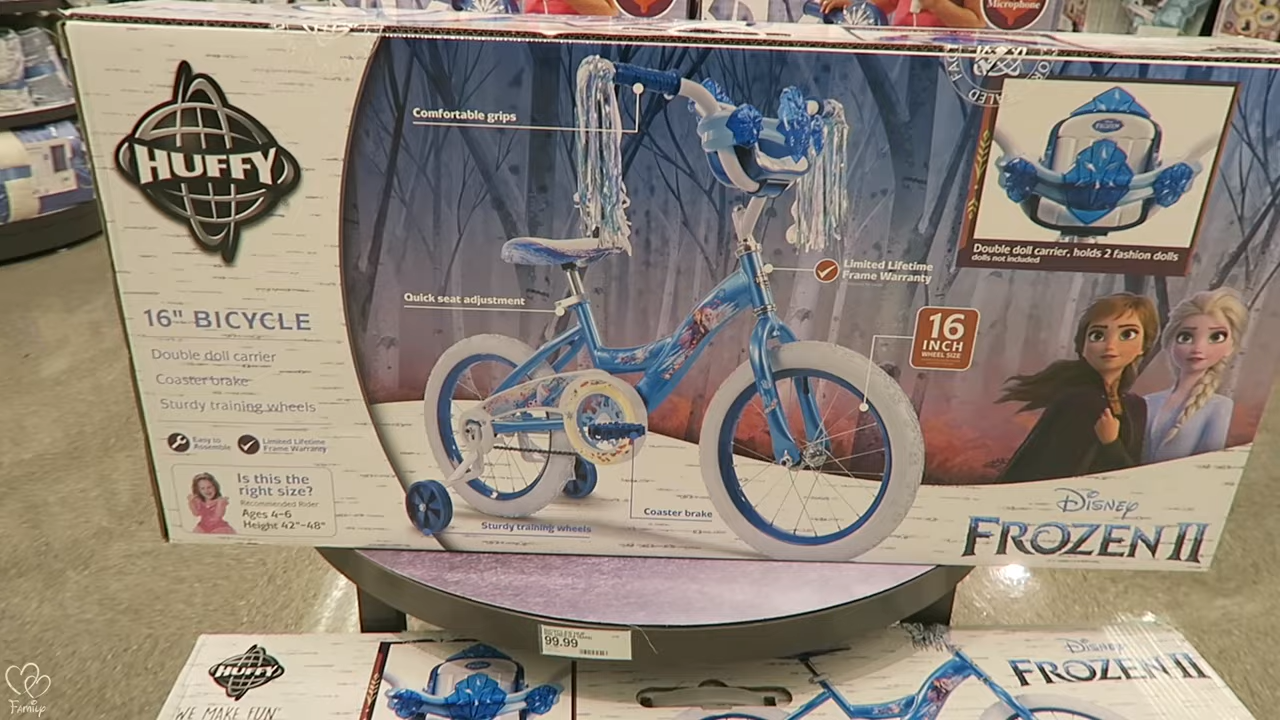 Microphone
HUFFY
16" BICYCLE
Double doll carrier
Coaster brake
Sturdy training wheels
Easy to
Assemble
Limited Lifetime
Frame Warranty
Is this the
right size?
Recommended Rider
Ages 4-6
Height 42"-48"
Comfortable grips
Quick seat adjustment
Sturdy training wheels
Coaster brake
Limited Lifetime
Frame Warranty
16
INCH
WHEEL SIZE
FROZEN
Double doll carrier, holds 2 fashion dolls
dolls not included
Disney
FROZEN II
99.99
HUFFY
WE MAKE FUN
Disney
FROZEN II
Family